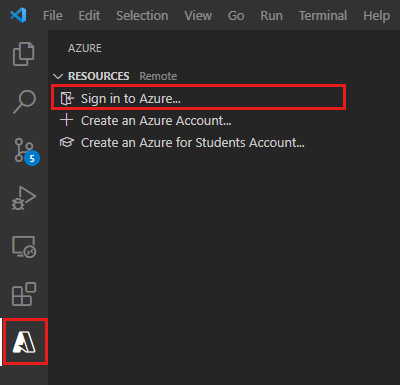 File Edit Selection View Go Run Terminal Help
AZURE
RESOURCES Remote
Sign in to Azure...
Create an Azure Account...
Create an Azure for Students Account...
5